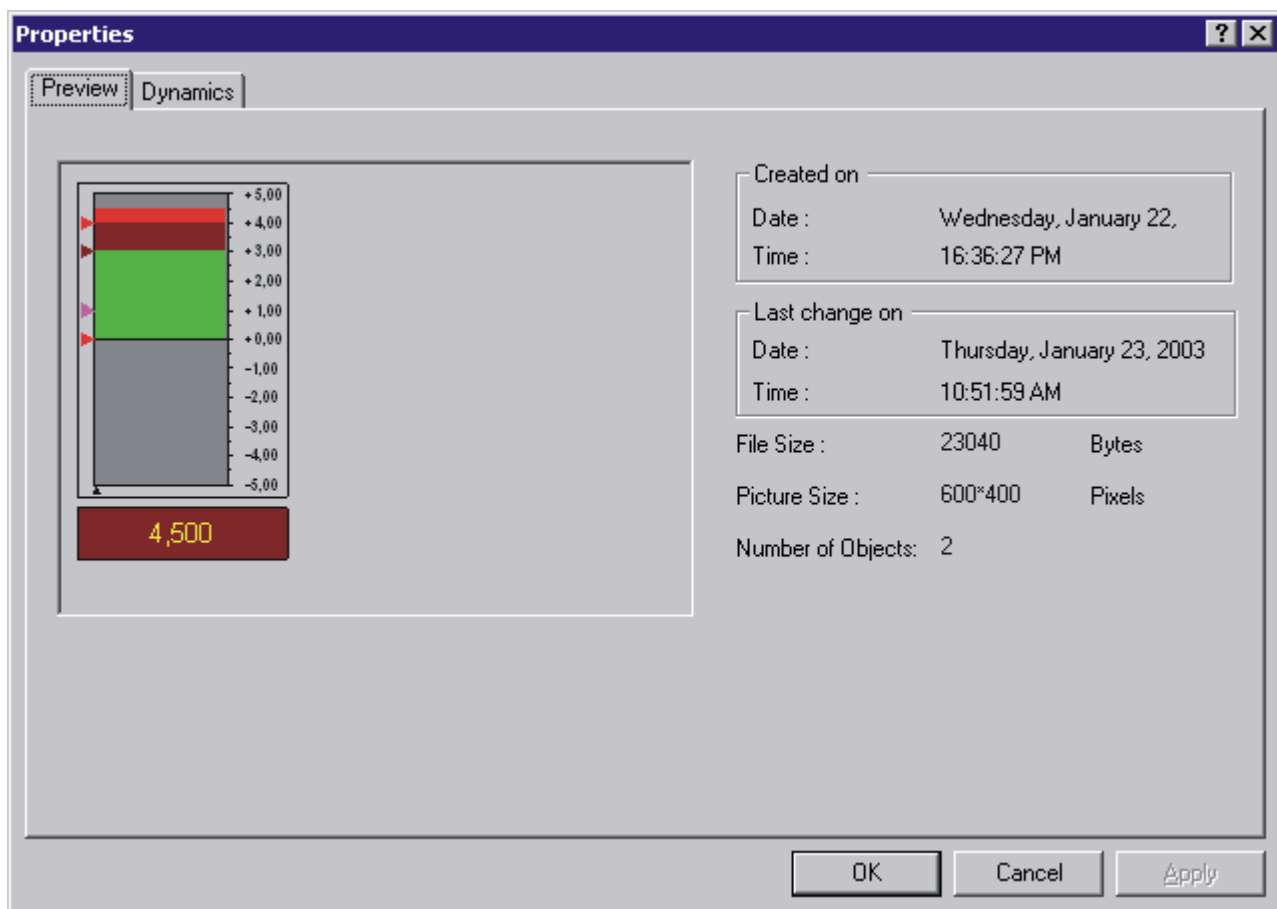 Properties
Preview Dynamics
+5,00
+4,00
+3,00
+2,00
+1,00
+0,00
-1,00
-2,00
-3,00
-4,00
-5,00
4,500
Created on
Date : Wednesday, January 22,
Time : 16:36:27 PM
Last change on
Date : Thursday, January 23, 2003
Time : 10:51:59 AM
File Size : 23040 Bytes
Picture Size : 600*400 Pixels
Number of Objects: 2
OK Cancel Apply